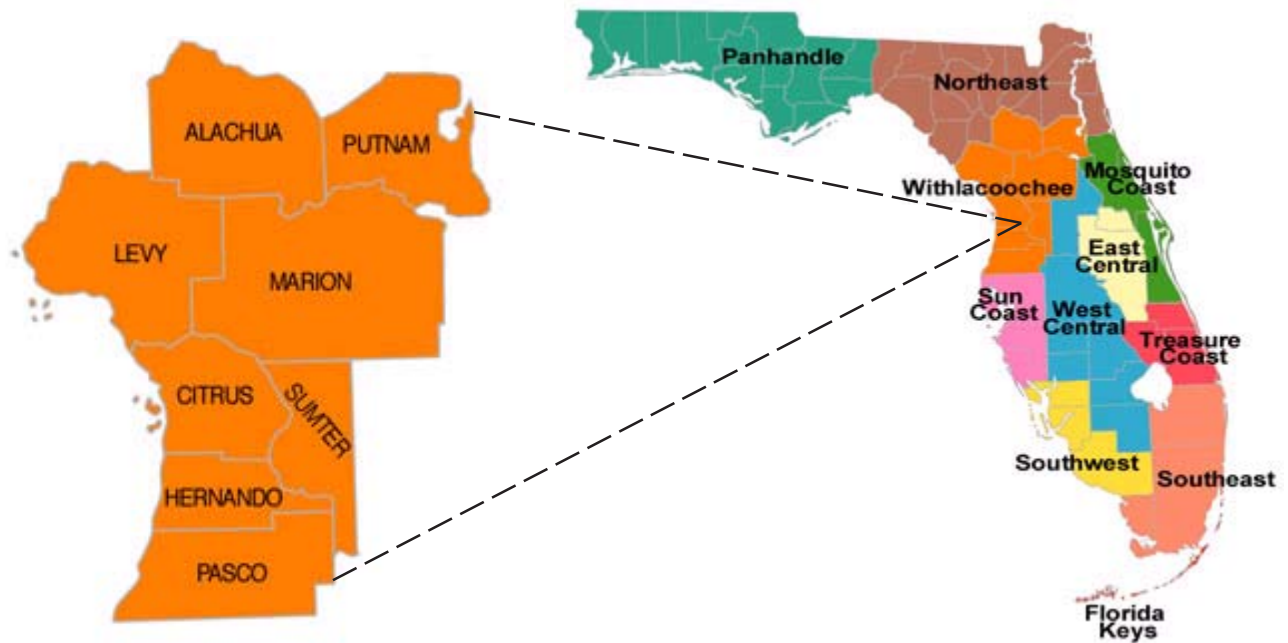 ALACHUA
PUTNAM
LEVY
MARION
CITRUS
SUMTER
HERNANDO
PASCO
Panhandle
Northeast
Withlacoochee
Mosquito
Coast
East
Central
Sun
Coast
West
Central
Treasure
Coast
Southwest
Southeast
Florida
Keys